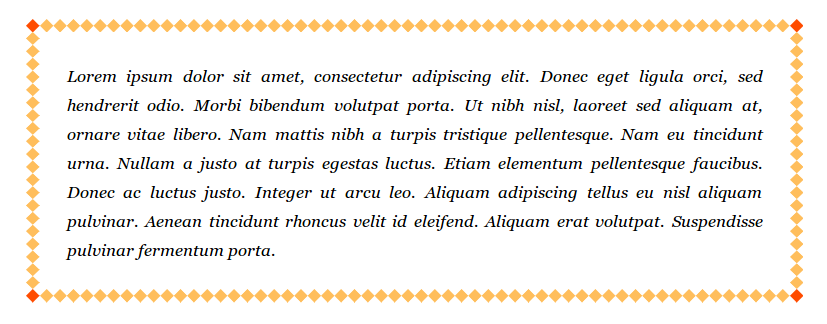 Lorem ipsum dolor sit amet, consectetur adipiscing elit. Donec eget ligula orci, sed
hendrerit odio. Morbi bibendum volutpat porta. Ut nibh nisl, laoreet sed aliquam at,
ornare vitae libero. Nam mattis nibh a turpis tristique pellentesque. Nam eu tincidunt
urna. Nullam a justo at turpis egestas luctus. Etiam elementum pellentesque faucibus.
Donec ac luctus justo. Integer ut arcu leo. Aliquam adipiscing tellus eu nisl aliquam
pulvinar. Aenean tincidunt rhoncus velit id eleifend. Aliquam erat volutpat. Suspendisse
pulvinar fermentum porta.